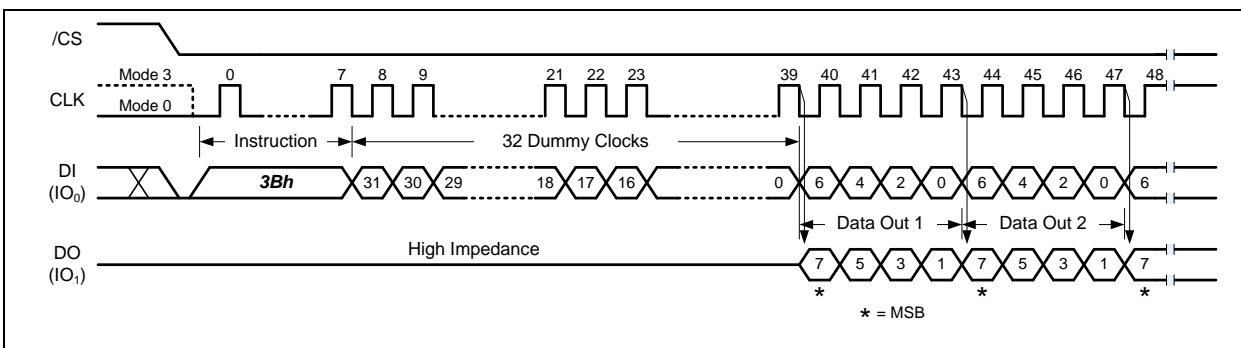 /CS
Mode 3 0 7 8 9 21 22 23 39 40 41 42 43 44 45 46 47 48
CLK
Mode 0
Instruction 32 Dummy Clocks
DI
(IO0)
3Bh 31 30 29 18 17 16 0 6 4 2 0 6 4 2 0 6
Data Out 1 Data Out 2
High Impedance
DO
(IO1)
7 5 3 1 7 5 3 1 7
* * *
* = MSB